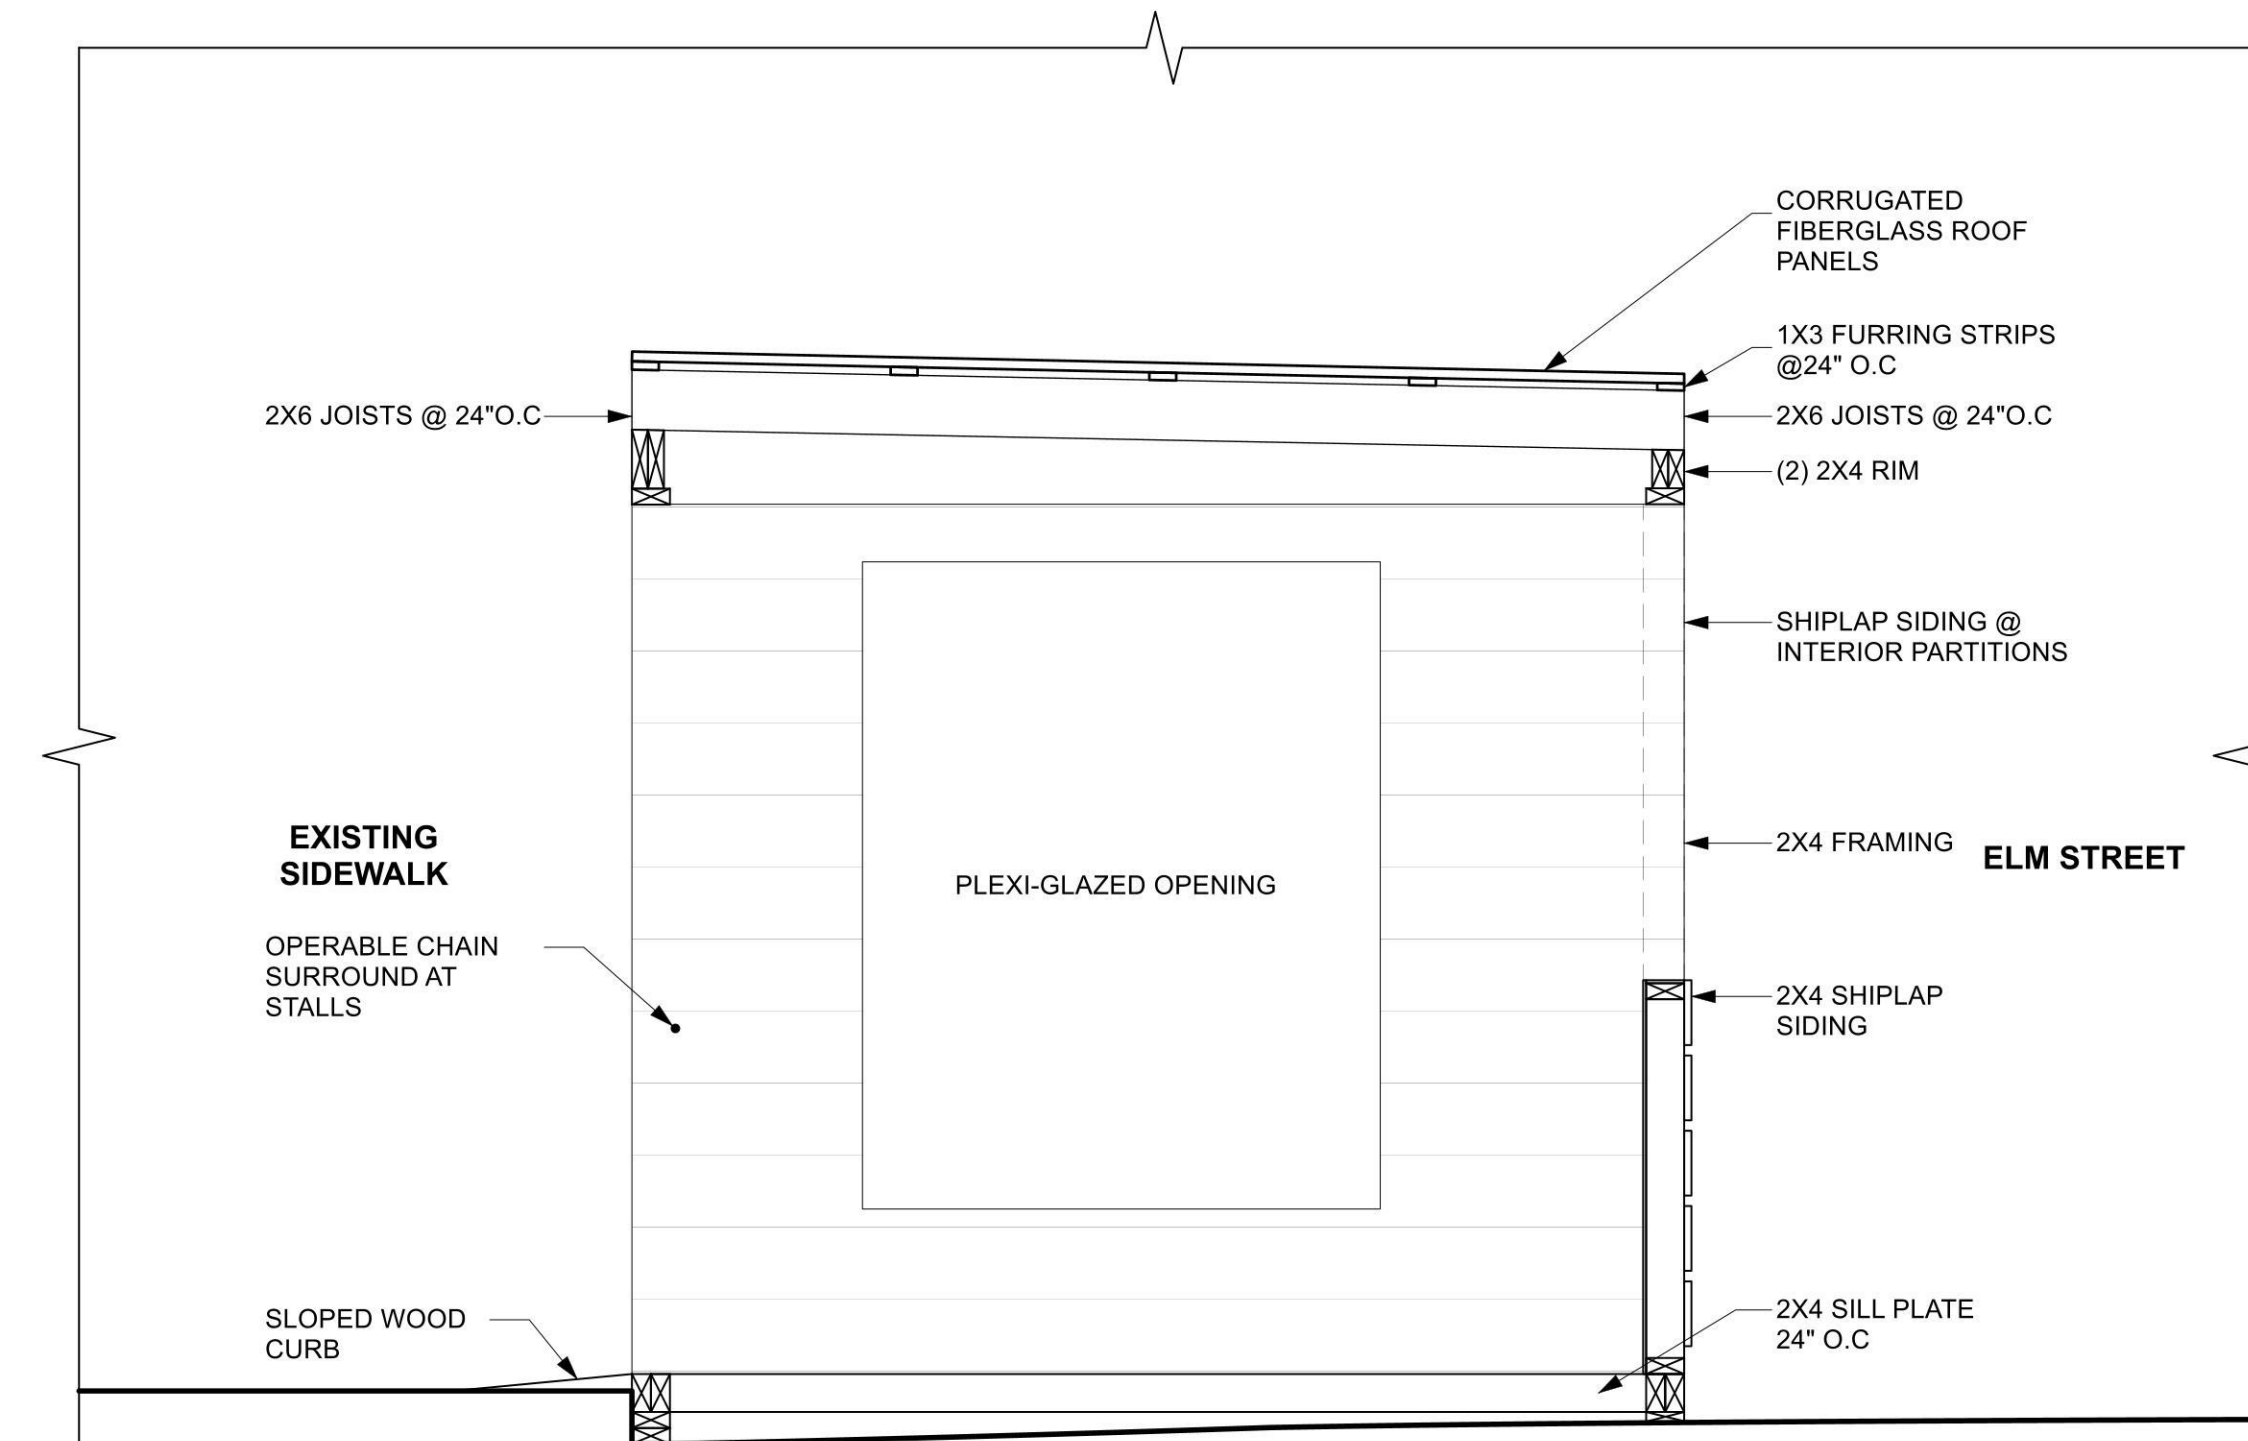 CORRUGATED
FIBERGLASS ROOF
PANELS
1X3 FURRING STRIPS
@24" O.C
2X6 JOISTS @ 24"O.C
2X6 JOISTS @ 24"O.C
(2) 2X4 RIM
SHIPLAP SIDING @
INTERIOR PARTITIONS
EXISTING
SIDEWALK
2X4 FRAMING
ELM STREET
PLEXI-GLAZED OPENING
OPERABLE CHAIN
SURROUND AT
STALLS
2X4 SHIPLAP
SIDING
SLOPED WOOD
CURB
2X4 SILL PLATE
24" O.C